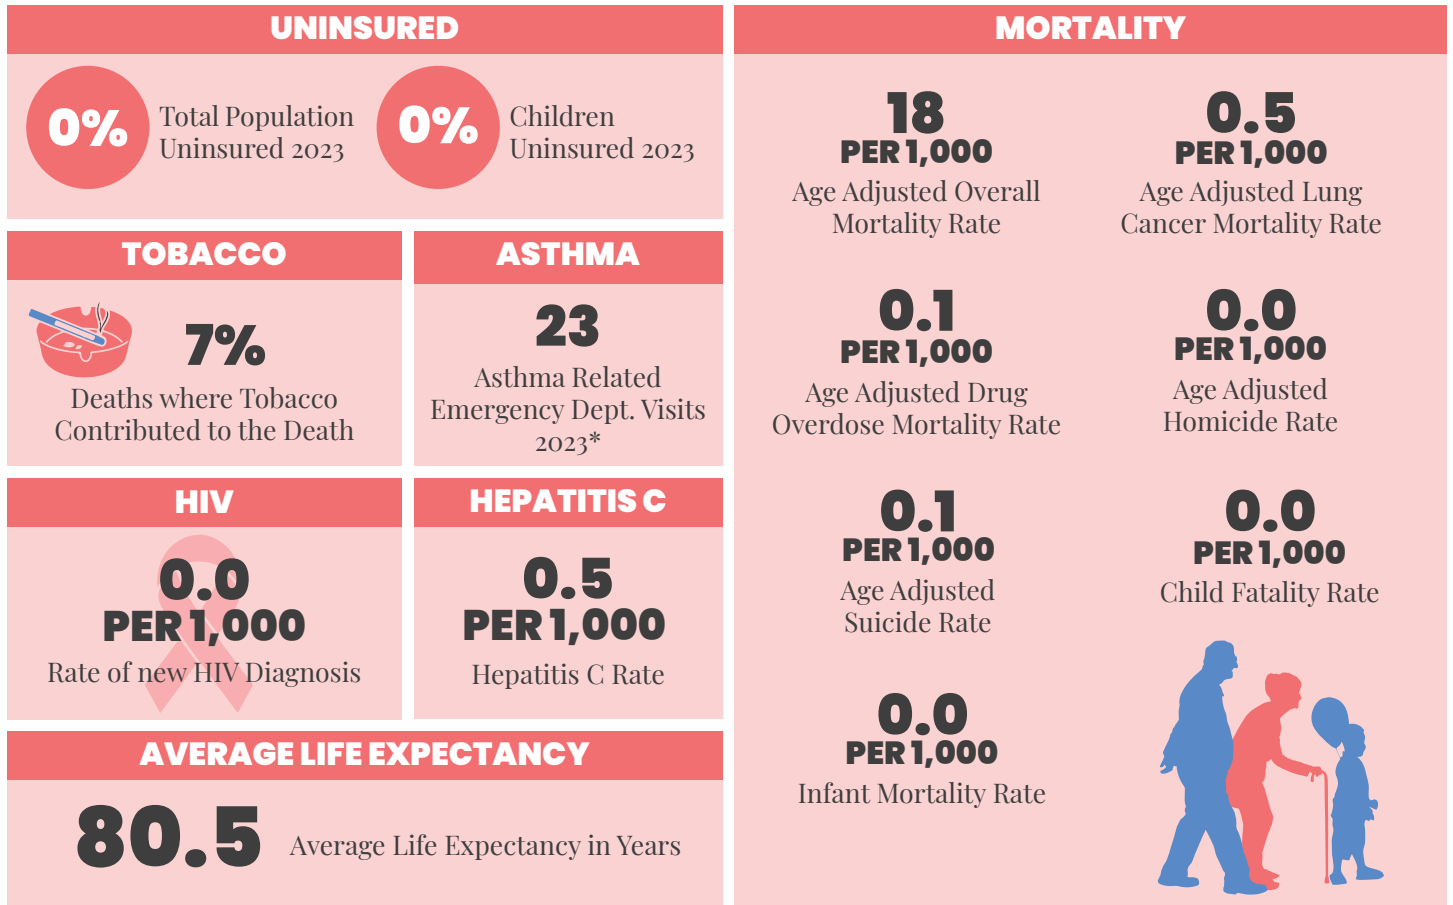 UNINSURED
0%
Total Population
Uninsured 2023
0%
Children
Uninsured 2023
TOBACCO
7%
Deaths where Tobacco
Contributed to the Death
ASTHMA
23
Asthma Related
Emergency Dept. Visits
2023*
HIV
0.0
PER 1,000
Rate of new HIV Diagnosis
HEPATITIS C
0.5
PER 1,000
Hepatitis C Rate
AVERAGE LIFE EXPECTANCY
80.5
Average Life Expectancy in Years
MORTALITY
18
PER 1,000
Age Adjusted Overall
Mortality Rate
0.5
PER 1,000
Age Adjusted Lung
Cancer Mortality Rate
0.1
PER 1,000
Age Adjusted Drug
Overdose Mortality Rate
0.0
PER 1,000
Age Adjusted
Homicide Rate
0.1
PER 1,000
Age Adjusted
Suicide Rate
0.0
PER 1,000
Child Fatality Rate
0.0
PER 1,000
Infant Mortality Rate